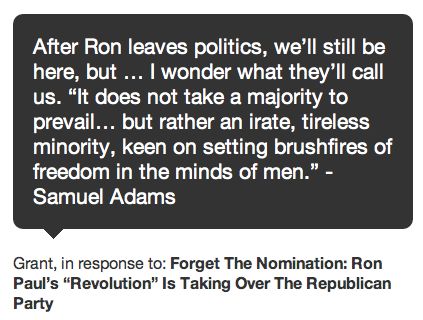 After Ron leaves politics, we’ll still be
here, but … I wonder what they’ll call
us. “It does not take a majority to
prevail… but rather an irate, tireless
minority, keen on setting brushfires of
freedom in the minds of men.” -
Samuel Adams
Grant, in response to: Forget The Nomination: Ron
Paul’s “Revolution” Is Taking Over The Republican
Party